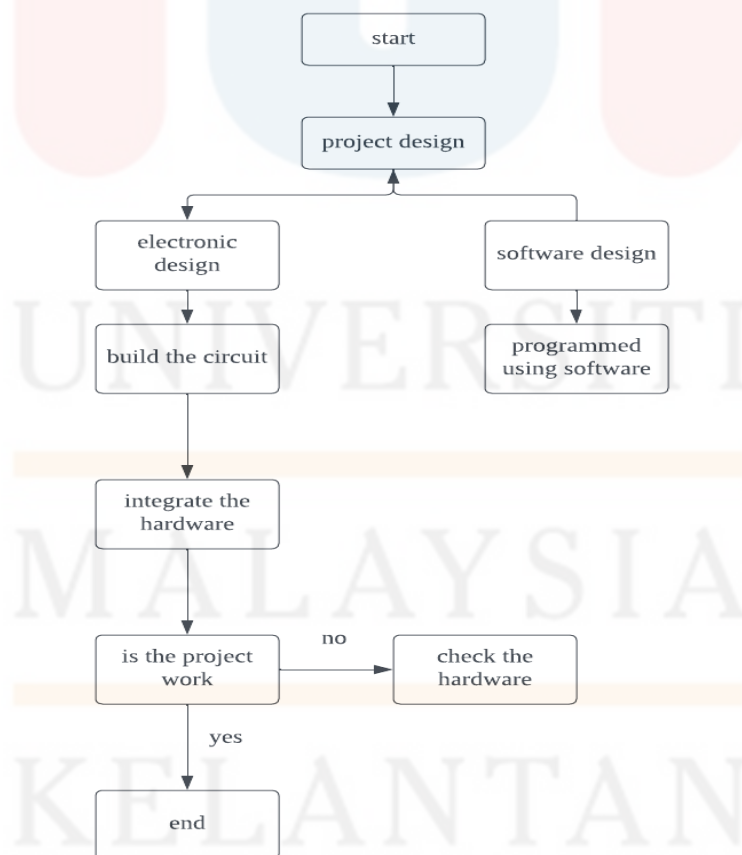 start
project design
electronic
design
software design
build the circuit
programmed
using software
integrate the
hardware
is the project
work
no
check the
hardware
yes
end
UNIVERSITI
MALAYSIA
KELANTAN